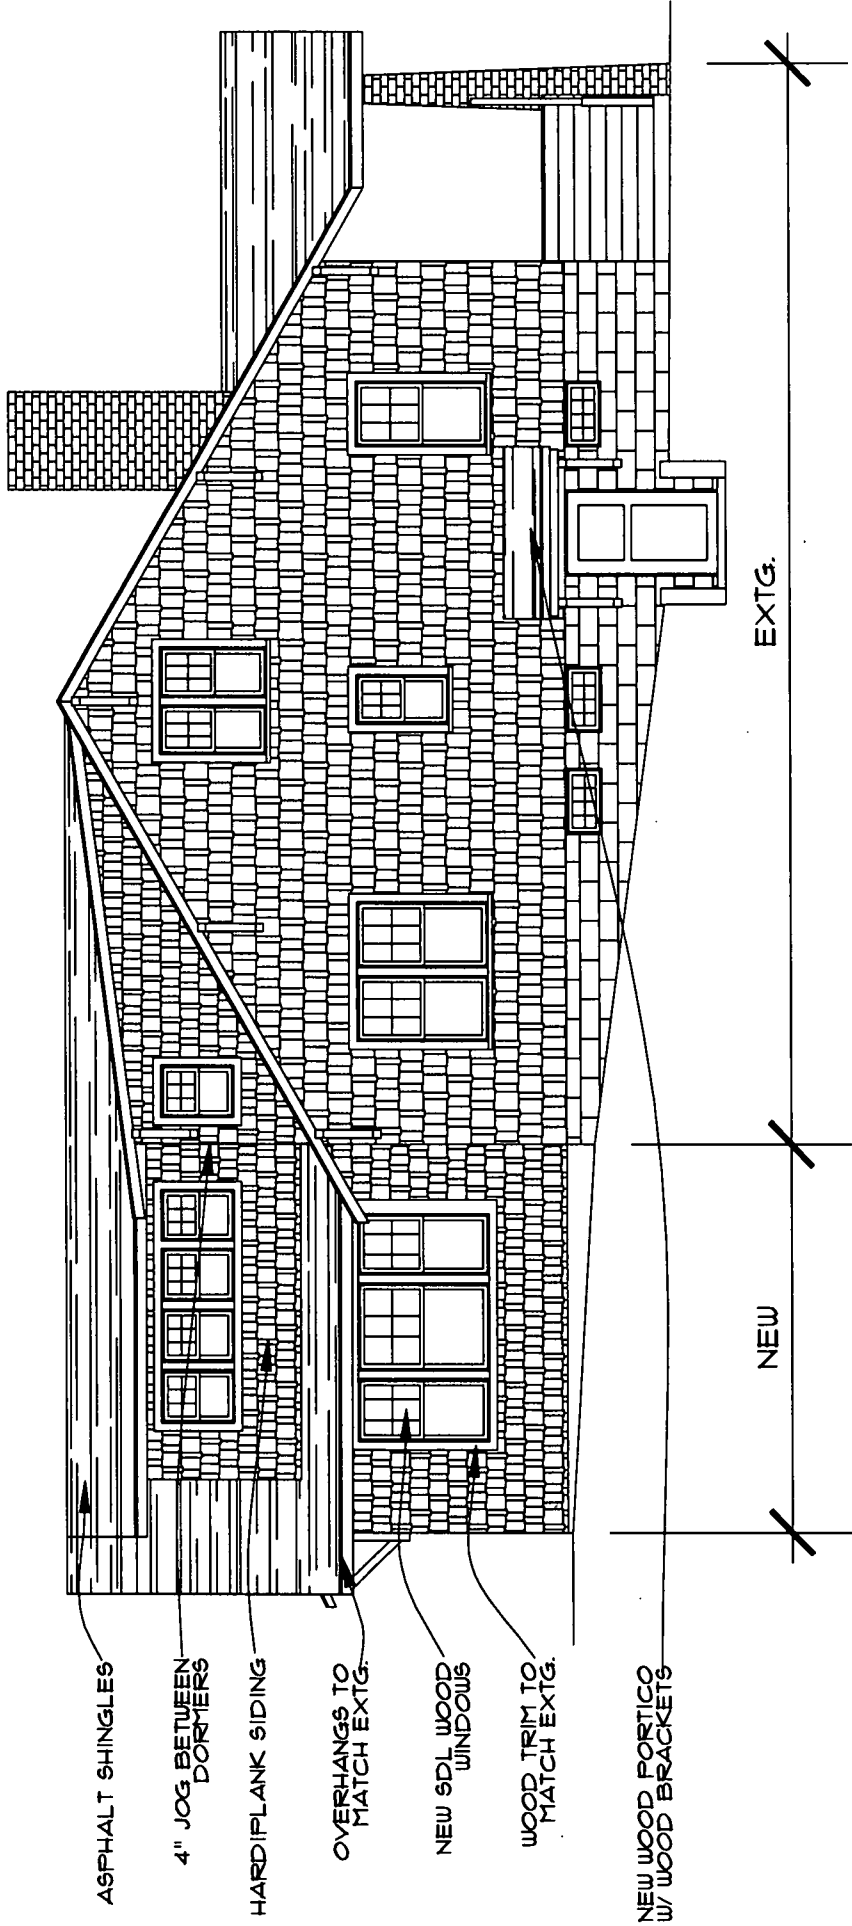 ASPHALT SHINGLES
4" JOG BETWEEN
DORMERS
HARDIPLANK SIDING
OVERHANGS TO
MATCH EXTG.
NEW SDL WOOD
WINDOWS
WOOD TRIM TO
MATCH EXTG.
NEW WOOD PORTICO
W/ WOOD BRACKETS
NEW
EXTG.